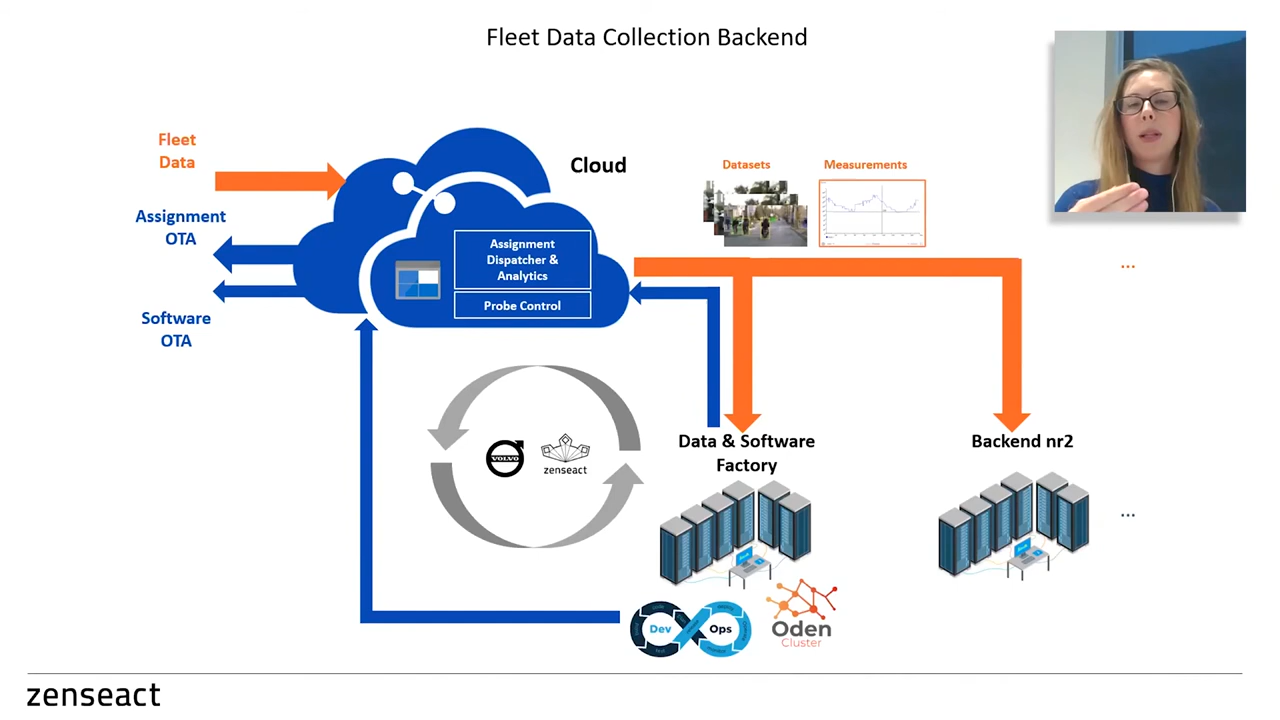 Fleet Data Collection Backend
Fleet
Data
Cloud
Datasets
Measurements
Assignment
OTA
Assignment
Dispatcher &
Analytics
Probe Control
Software
OTA
...
VOLVO
zenseact
Data & Software
Factory
Backend nr2
...
Dev
Ops
Oden
Cluster
zenseact